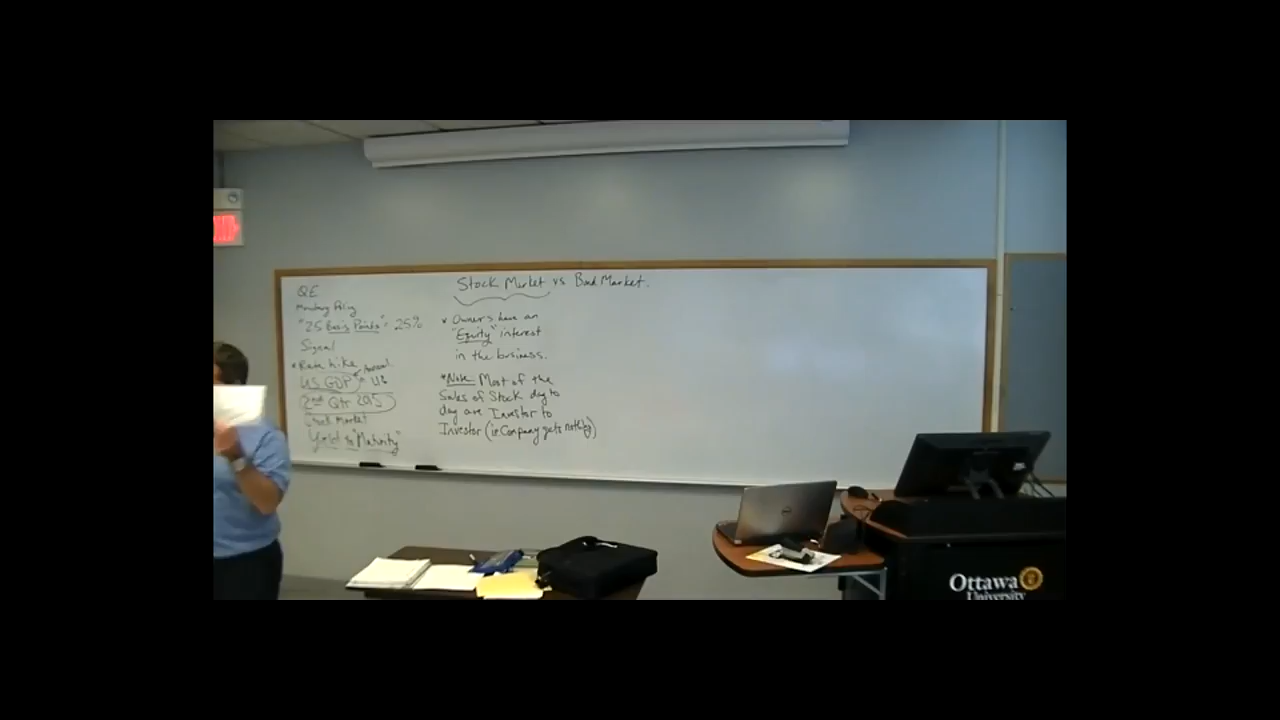 QE
Monetary Policy
"25 Basis Points" = .25%
Signal
* Rate hike
Annual
US GDP =
2nd Qtr 2015
Stock Market
Yield to "Maturity"
Stock Market vs Bond Market.
* Owners have an
"Equity" interest
in the business.
*Note: Most of the
Sales of Stock day to
day are Investor to
Investor (ie Company gets nothing)
DELL
Ottawa
University